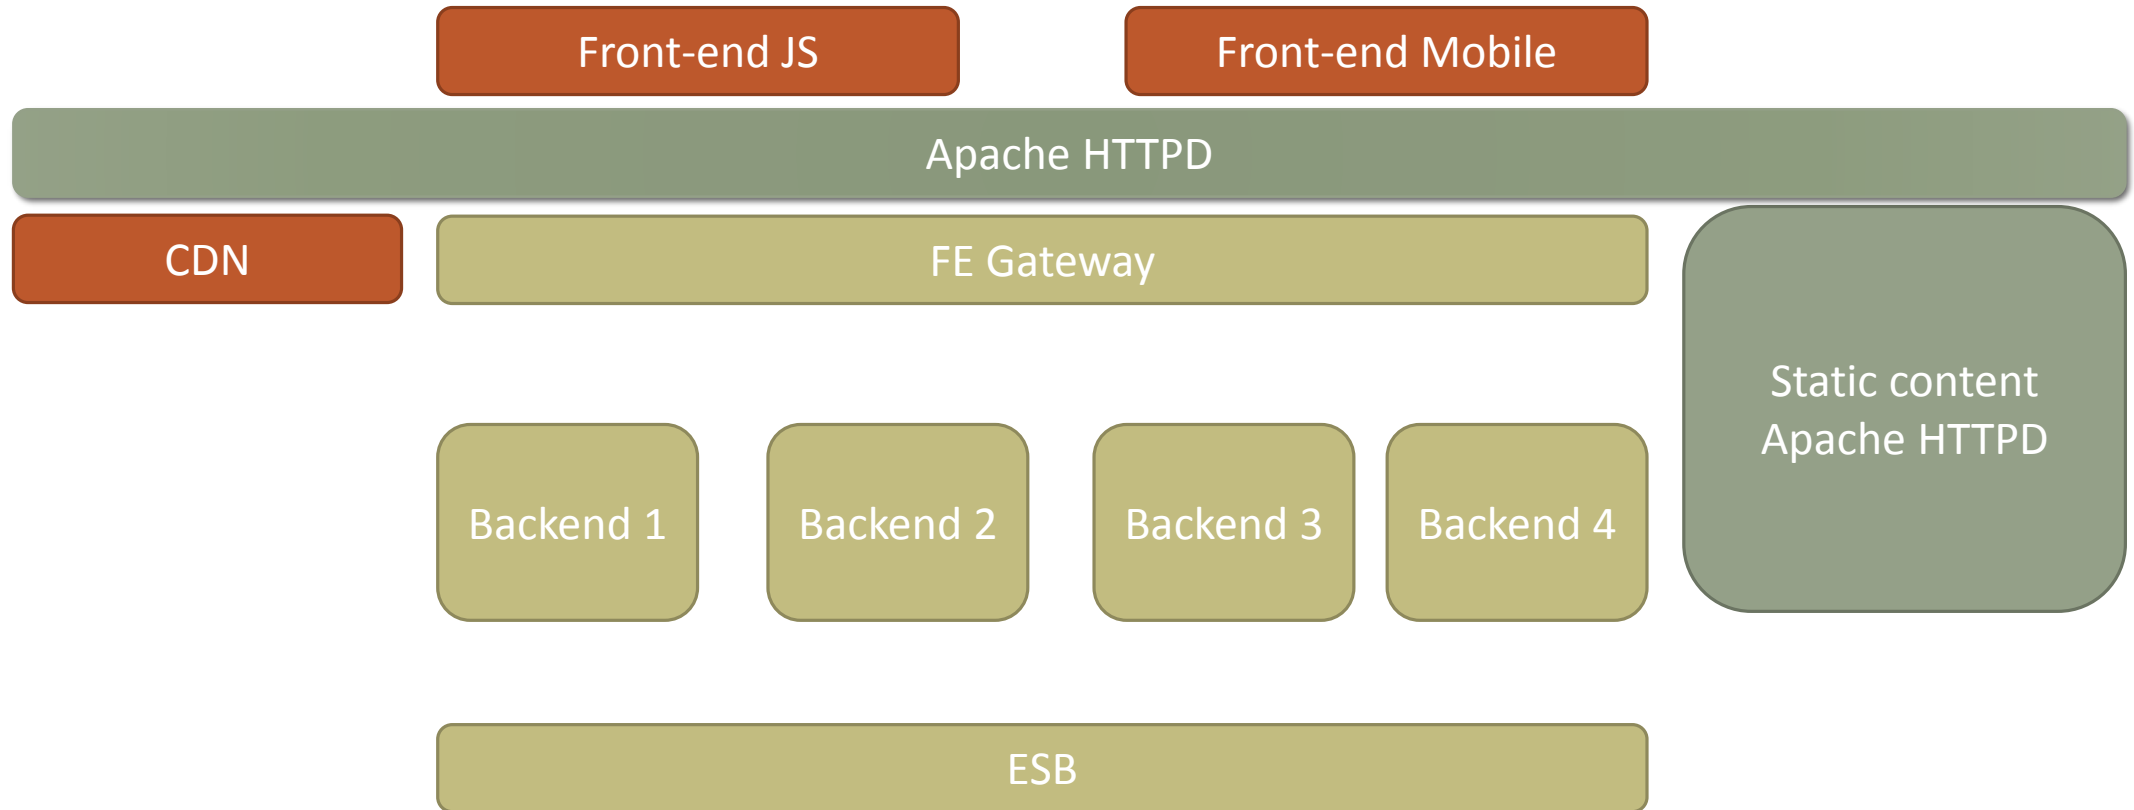 Front-end JS
Front-end Mobile
Apache HTTPD
CDN
FE Gateway
Static content
Apache HTTPD
Backend 1
Backend 2
Backend 3
Backend 4
ESB